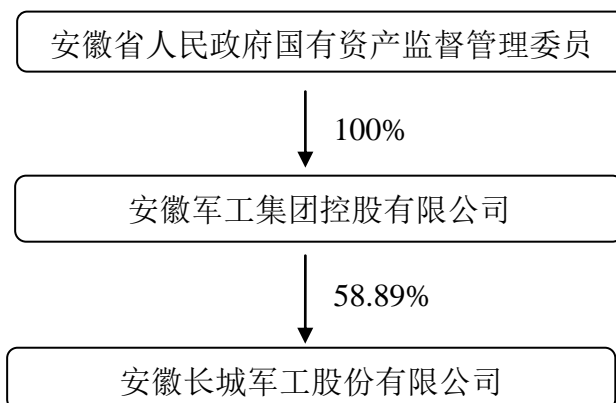 安徽省人民政府国有资产监督管理委员
100%
安徽军工集团控股有限公司
58.89%
安徽长城军工股份有限公司